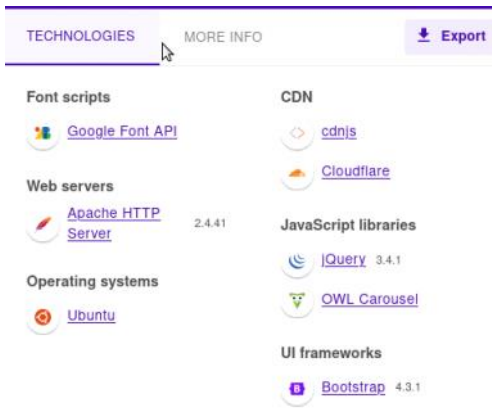 TECHNOLOGIES
MORE INFO
Export
Font scripts
Google Font API
Web servers
Apache HTTP
Server
2.4.41
Operating systems
Ubuntu
CDN
cdnjs
Cloudflare
JavaScript libraries
jQuery 3.4.1
OWL Carousel
UI frameworks
Bootstrap 4.3.1